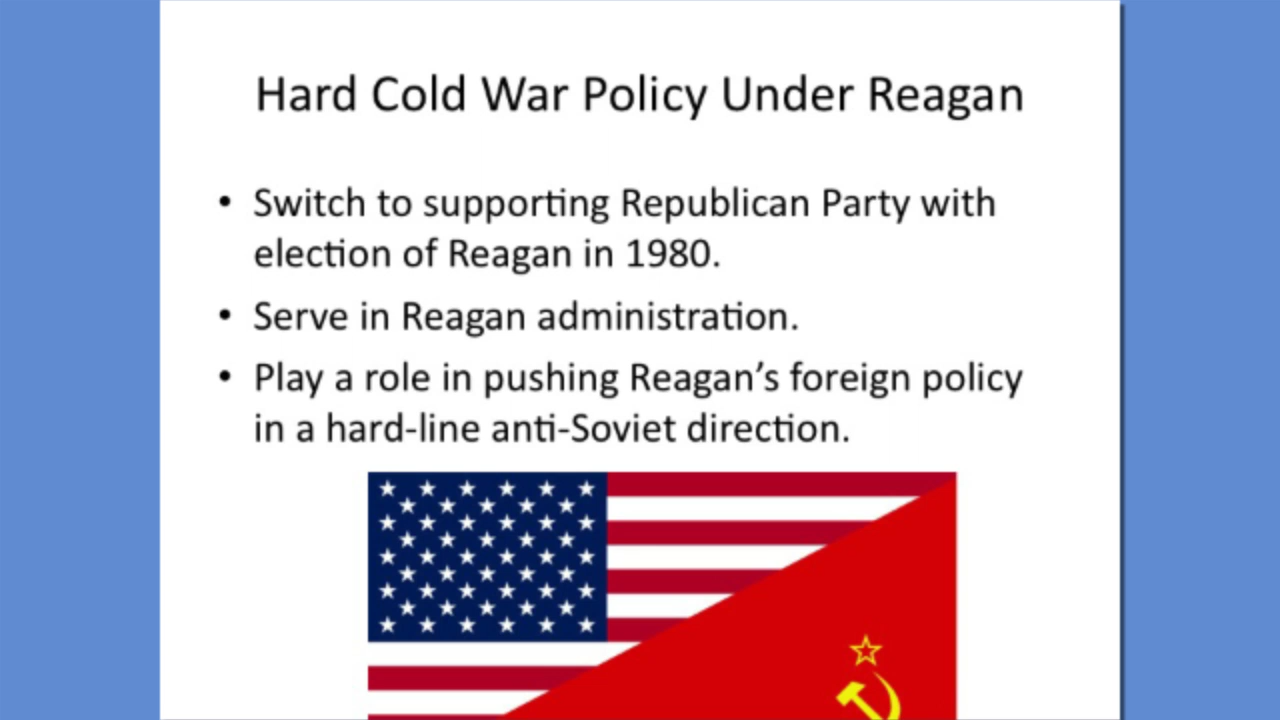 Hard Cold War Policy Under Reagan
• Switch to supporting Republican Party with
election of Reagan in 1980.
• Serve in Reagan administration.
• Play a role in pushing Reagan’s foreign policy
in a hard-line anti-Soviet direction.